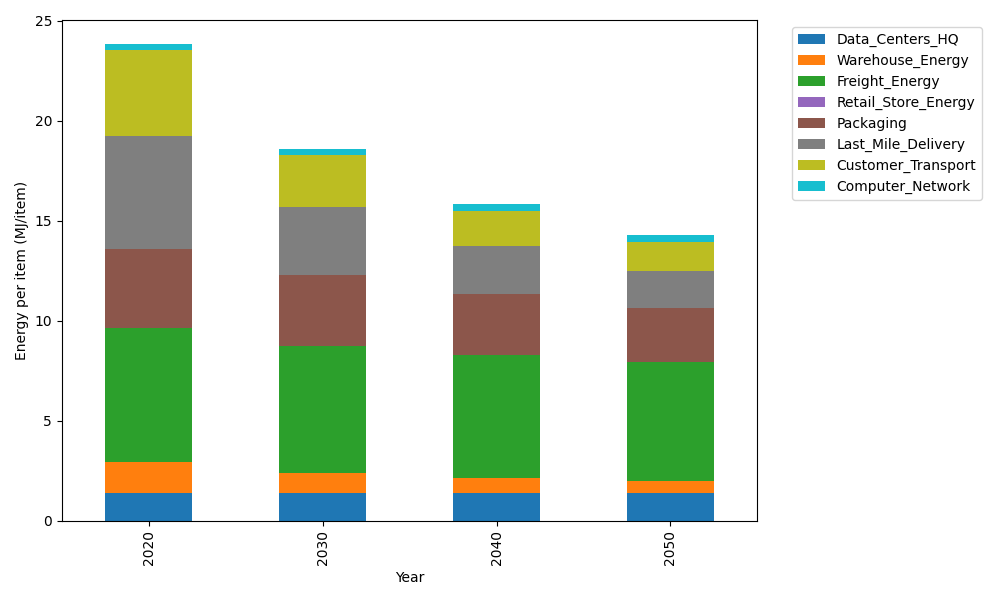 25
20
15
10
5
0
Energy per item (MJ/item)
2020
2030
2040
2050
Year
Data_Centers_HQ
Warehouse_Energy
Freight_Energy
Retail_Store_Energy
Packaging
Last_Mile_Delivery
Customer_Transport
Computer_Network